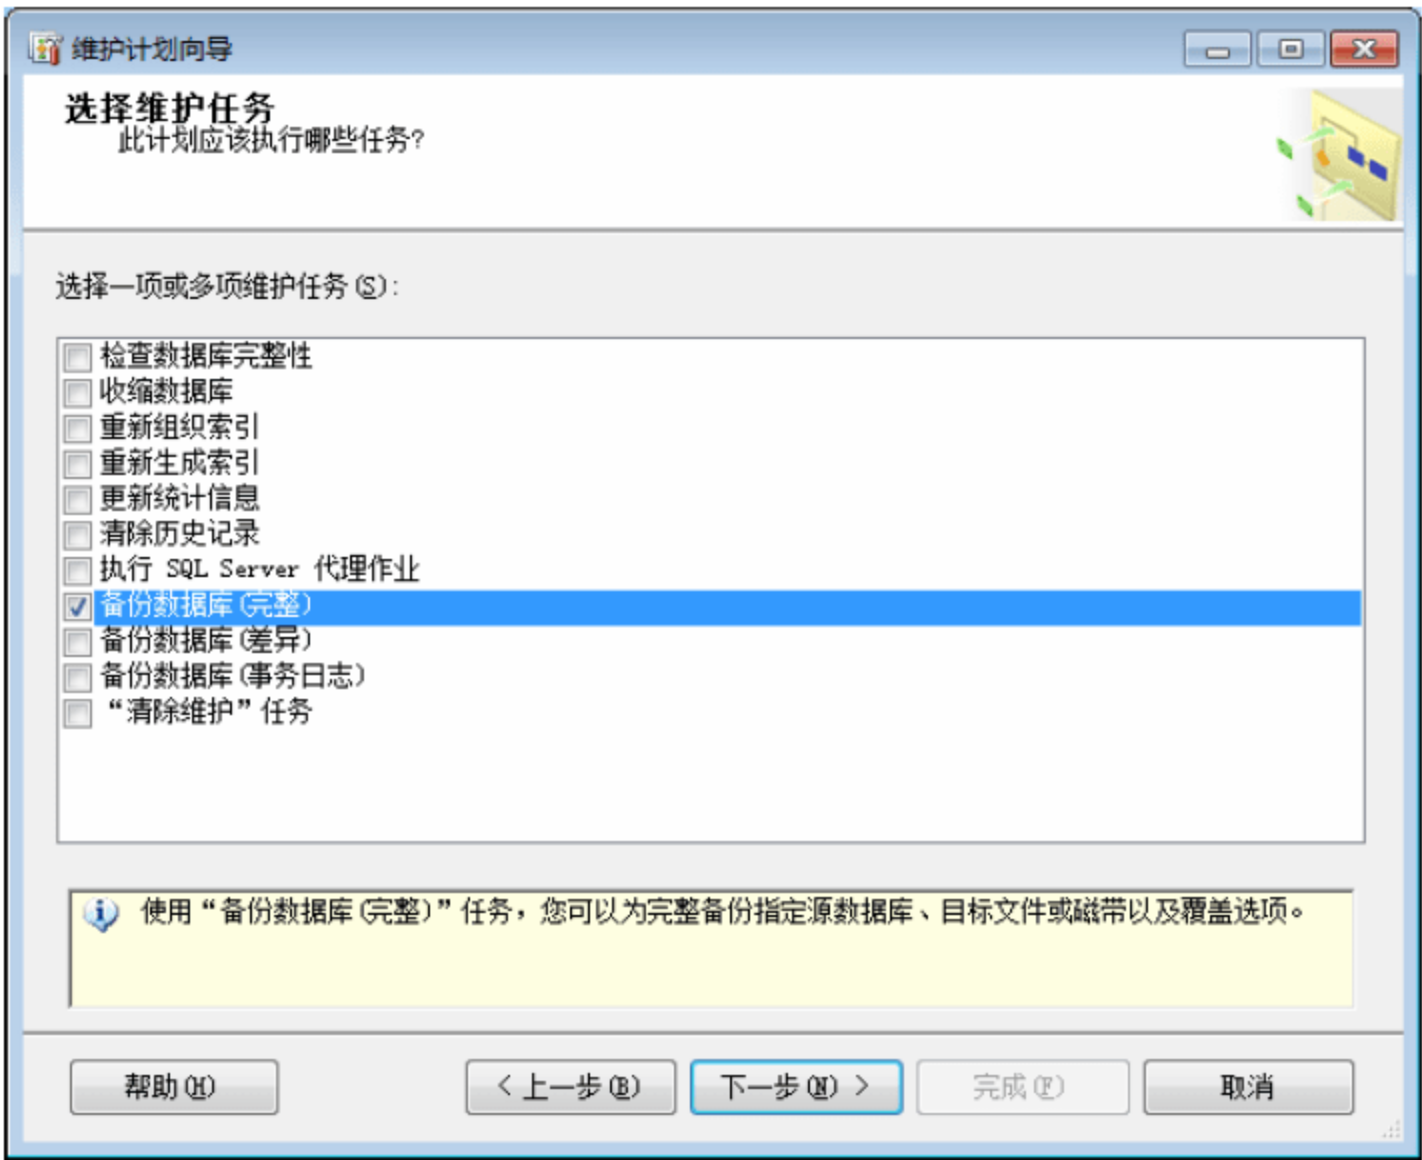 维护计划向导
选择维护任务
此计划应该执行哪些任务?
选择一项或多项维护任务(S):
检查数据库完整性
收缩数据库
重新组织索引
重新生成索引
更新统计信息
清除历史记录
执行 SQL Server 代理作业
备份数据库(完整)
备份数据库(差异)
备份数据库(事务日志)
“清除维护”任务
使用“备份数据库(完整)”任务，您可以为完整备份指定源数据库、目标文件或磁带以及覆盖选项。
帮助(H)
< 上一步(B)
下一步(N) >
完成(F)
取消